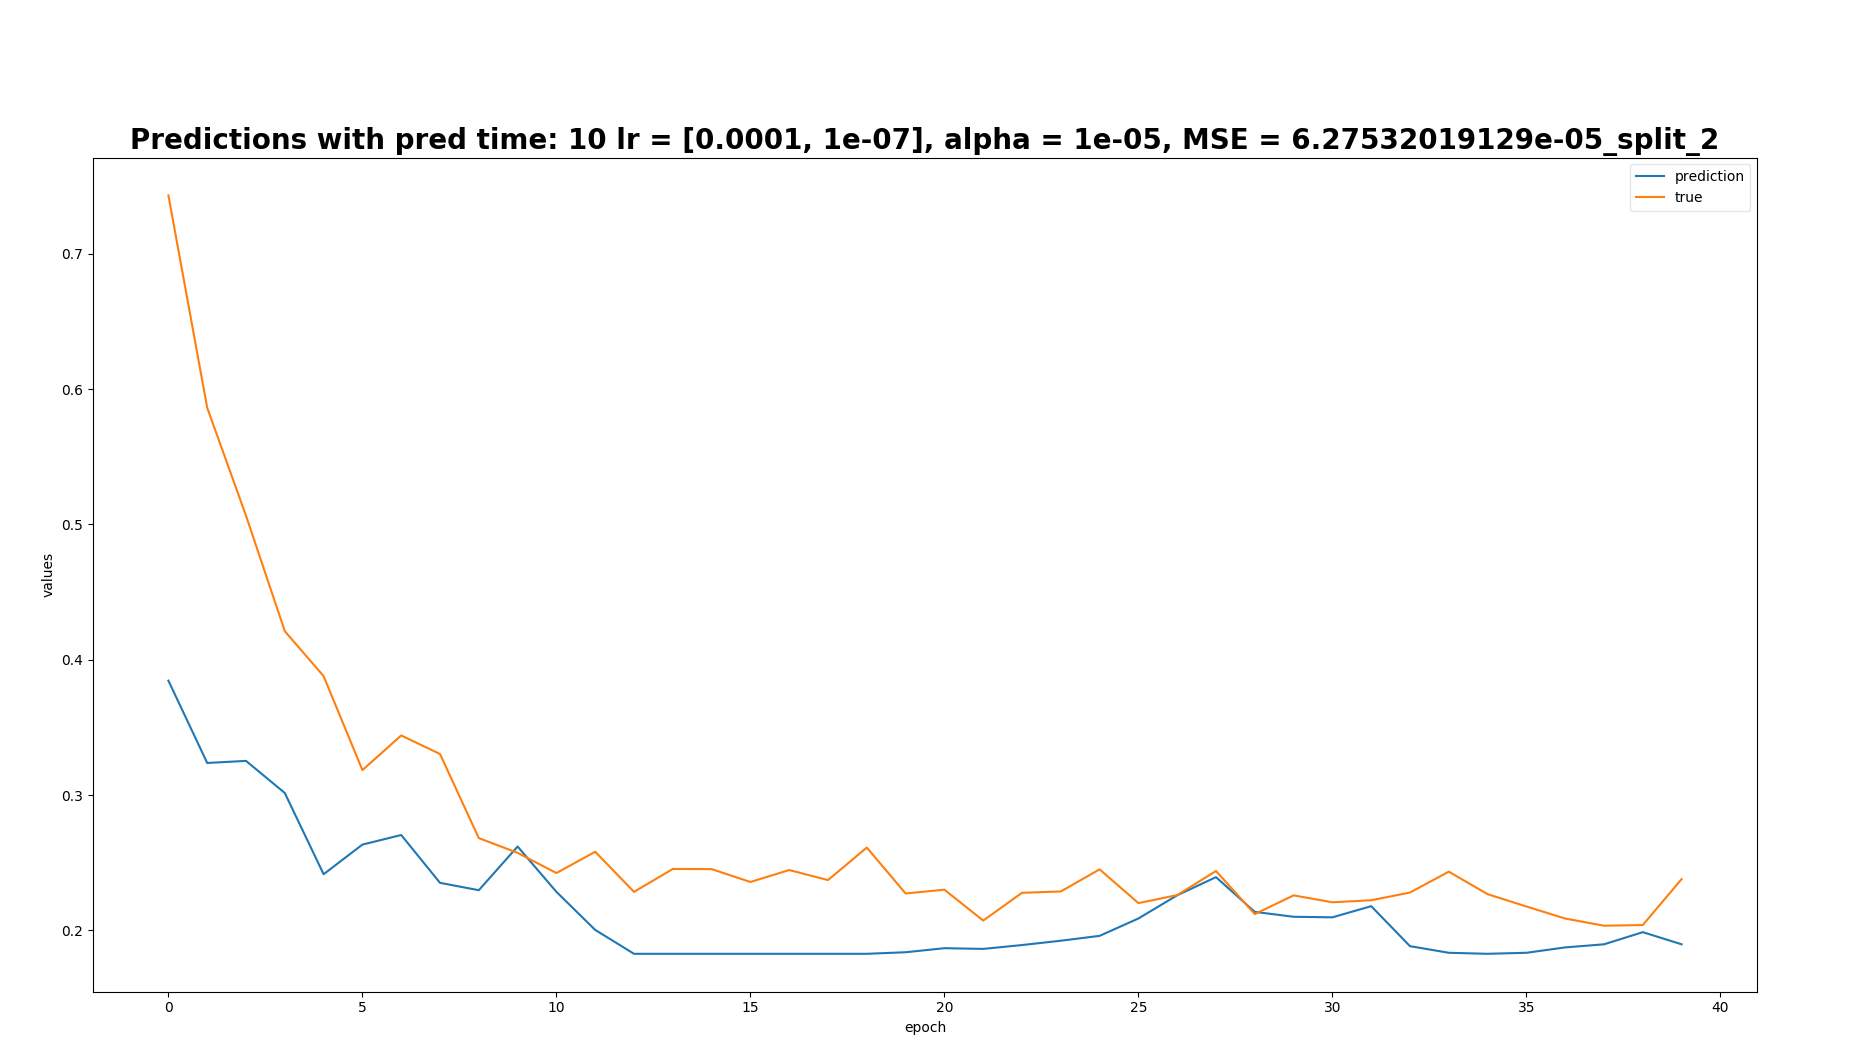 Predictions with pred time: 10 lr = [0.0001, 1e-07], alpha = 1e-05, MSE = 6.27532019129e-05_split_2
prediction
true
0.7
0.6
0.5
0.4
0.3
0.2
values
0 5 10 15 20 25 30 35 40
epoch